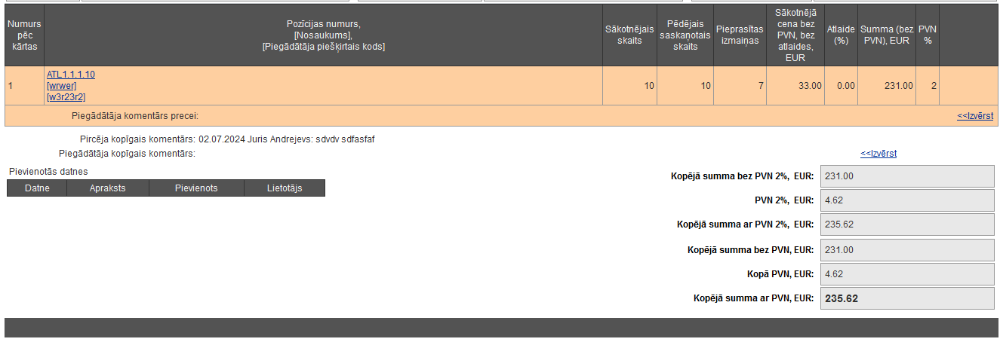 Numurs pēc kārtas
Pozīcijas numurs,
[Nosaukums],
[Piegādātāja piešķirtais kods]
Sākotnējais skaits
Pēdējais saskaņotais skaits
Pieprasītas izmaiņas
Sākotnējā cena bez PVN, bez atlaides, EUR
Atlaide (%)
Summa (bez PVN), EUR
PVN %
1
ATL1.1.1.10
[wrwer]
[w3r23r2]
10
10
7
33.00
0.00
231.00
2
Piegādātāja komentārs precei:
<<Izvērst
Pircēja kopīgais komentārs: 02.07.2024 Juris Andrejevs: sdvdv sdfasfaf
Piegādātāja kopīgais komentārs:
<<Izvērst
Pievienotās datnes
Datne Apraksts Pievienots Lietotājs
Kopējā summa bez PVN 2%, EUR: 231.00
PVN 2%, EUR: 4.62
Kopējā summa ar PVN 2%, EUR: 235.62
Kopējā summa bez PVN, EUR: 231.00
Kopā PVN, EUR: 4.62
Kopējā summa ar PVN, EUR: 235.62